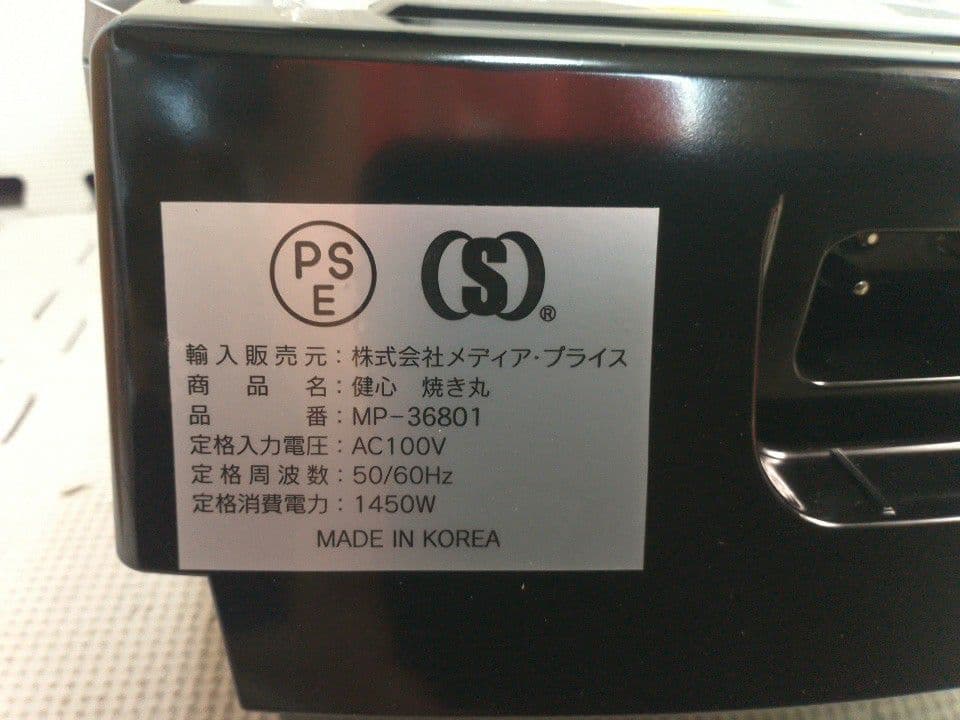 PS
E
(S)®
輸入販売元：株式会社メディア・プライス
商品名：健心 焼き丸
品番：MP-36801
定格入力電圧：AC100V
定格周波数：50/60Hz
定格消費電力：1450W
MADE IN KOREA